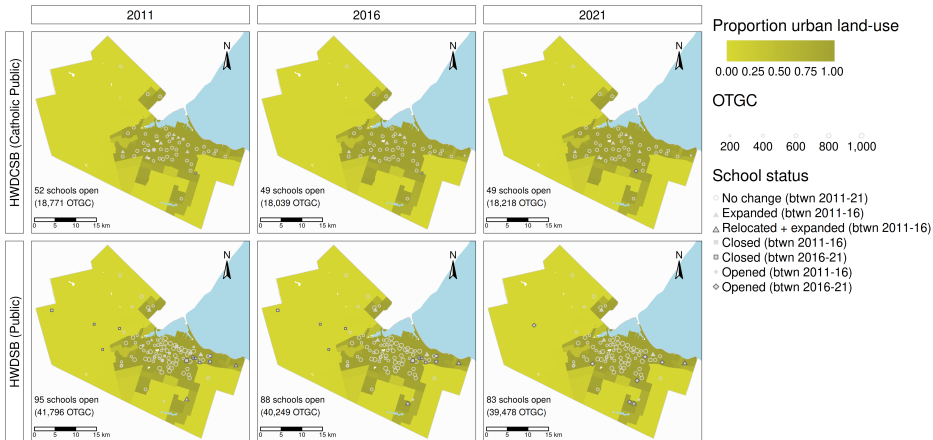 2011
2016
2021
HWDCSB (Catholic Public)
N
52 schools open
(18,771 OTGC)
0 5 10 15 km
N
49 schools open
(18,039 OTGC)
0 5 10 15 km
N
49 schools open
(18,218 OTGC)
0 5 10 15 km
HWDSB (Public)
N
95 schools open
(41,796 OTGC)
0 5 10 15 km
N
88 schools open
(40,249 OTGC)
0 5 10 15 km
N
83 schools open
(39,478 OTGC)
0 5 10 15 km
Proportion urban land-use
0.00 0.25 0.50 0.75 1.00
OTGC
200 400 600 800 1,000
School status
No change (btwn 2011-21)
Expanded (btwn 2011-16)
Relocated + expanded (btwn 2011-16)
Closed (btwn 2011-16)
Closed (btwn 2016-21)
Opened (btwn 2011-16)
Opened (btwn 2016-21)